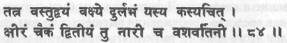 तत्र वस्तुद्वयं वक्ष्ये दुर्लभं यस्य कस्यचित् ।
क्षीरं चैकं द्वितीयं तु नारी च वशवर्तिनी ।। ८४ ।।